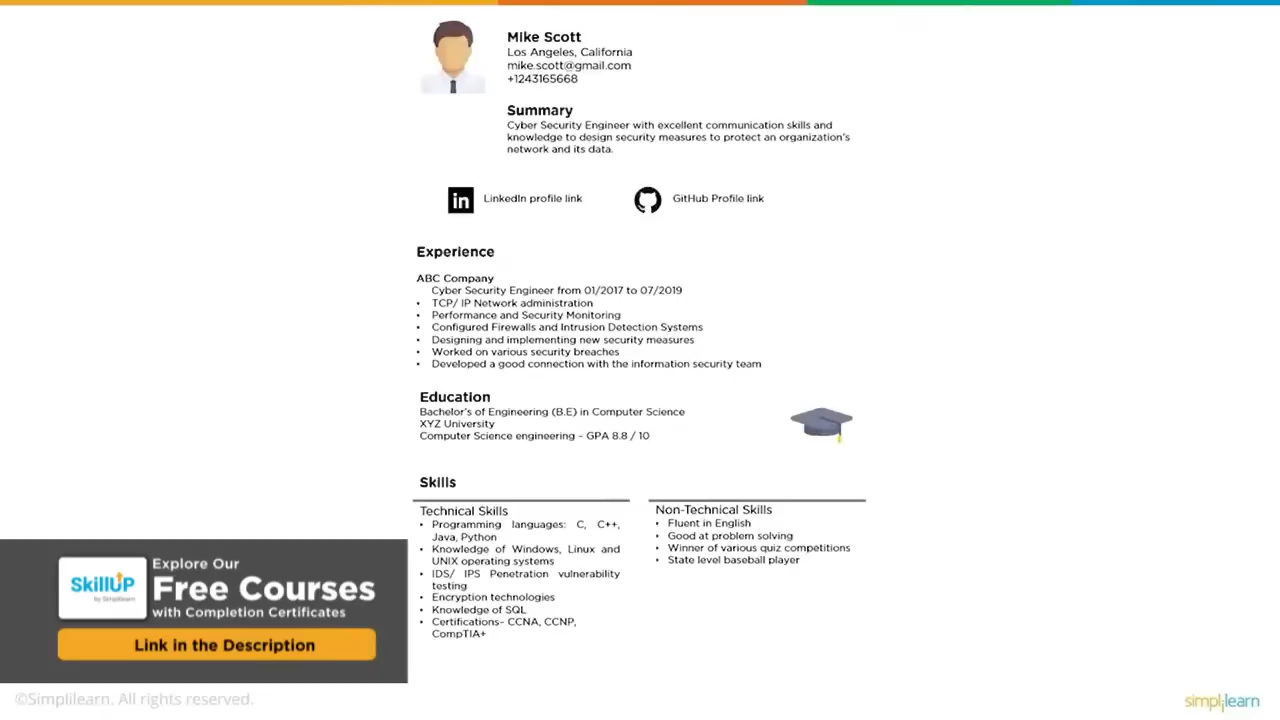 Mike Scott
Los Angeles, California
mike.scott@gmail.com
+1243165668
Summary
Cyber Security Engineer with excellent communication skills and
knowledge to design security measures to protect an organization's
network and its data.
in LinkedIn profile link
GitHub Profile link
Experience
ABC Company
Cyber Security Engineer from 01/2017 to 07/2019
• TCP/ IP Network administration
• Performance and Security Monitoring
• Configured Firewalls and Intrusion Detection Systems
• Designing and implementing new security measures
• Worked on various security breaches
• Developed a good connection with the information security team
Education
Bachelor's of Engineering (B.E) in Computer Science
XYZ University
Computer Science engineering – GPA 8.8 / 10
Skills
Technical Skills
• Programming languages: C, C++,
Java, Python
• Knowledge of Windows, Linux and
UNIX operating systems
• IDS/ IPS Penetration vulnerability
testing
• Encryption technologies
• Knowledge of SQL
• Certifications– CCNA, CCNP,
CompTIA+
Non-Technical Skills
• Fluent in English
• Good at problem solving
• Winner of various quiz competitions
• State level baseball player
SkillUP
by Simplilearn
Explore Our
Free Courses
with Completion Certificates
Link in the Description
©Simplilearn. All rights reserved.
simplilearn